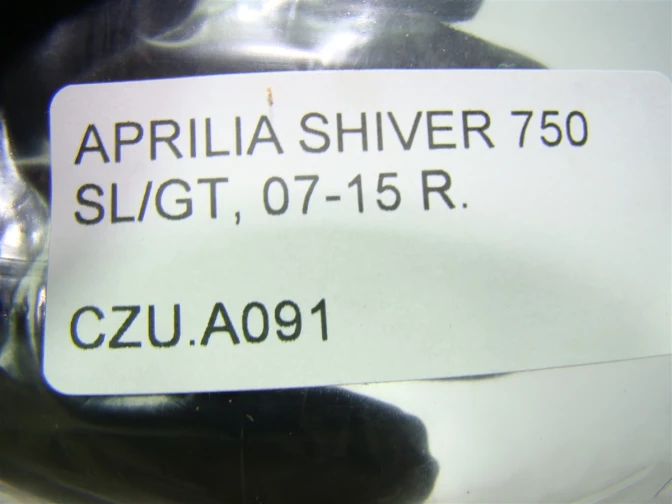 APRILIA SHIVER 750
SL/GT, 07-15 R.
CZU.A091